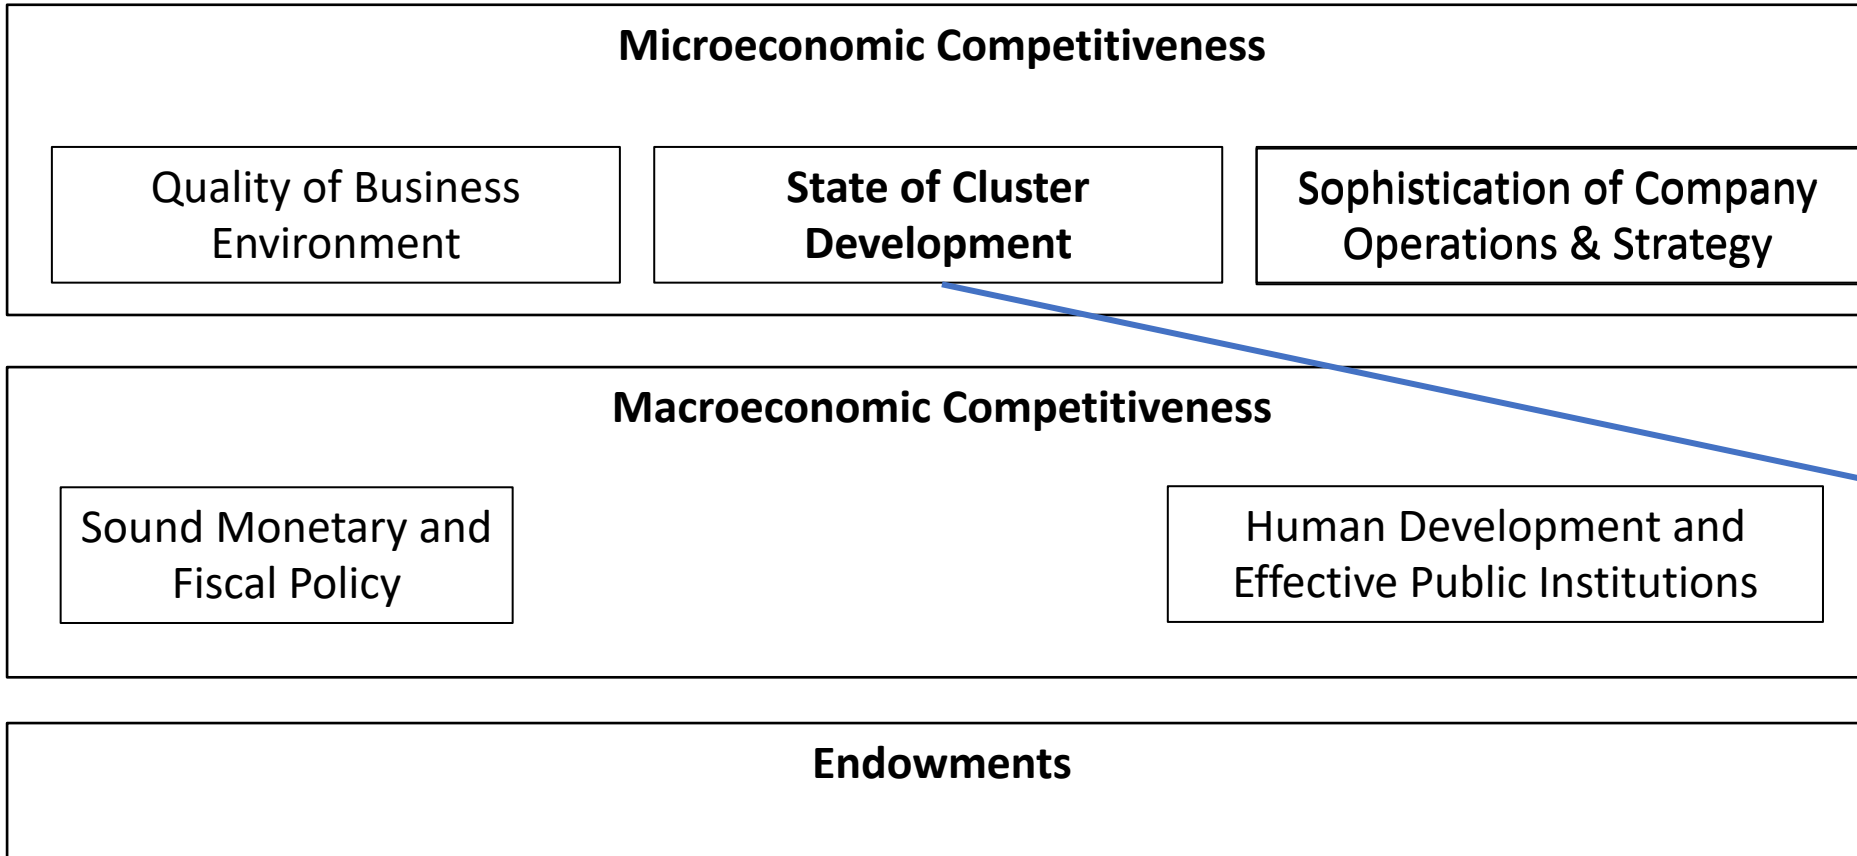 Microeconomic Competitiveness
Quality of Business
Environment
State of Cluster
Development
Sophistication of Company
Operations & Strategy
Macroeconomic Competitiveness
Sound Monetary and
Fiscal Policy
Human Development and
Effective Public Institutions
Endowments